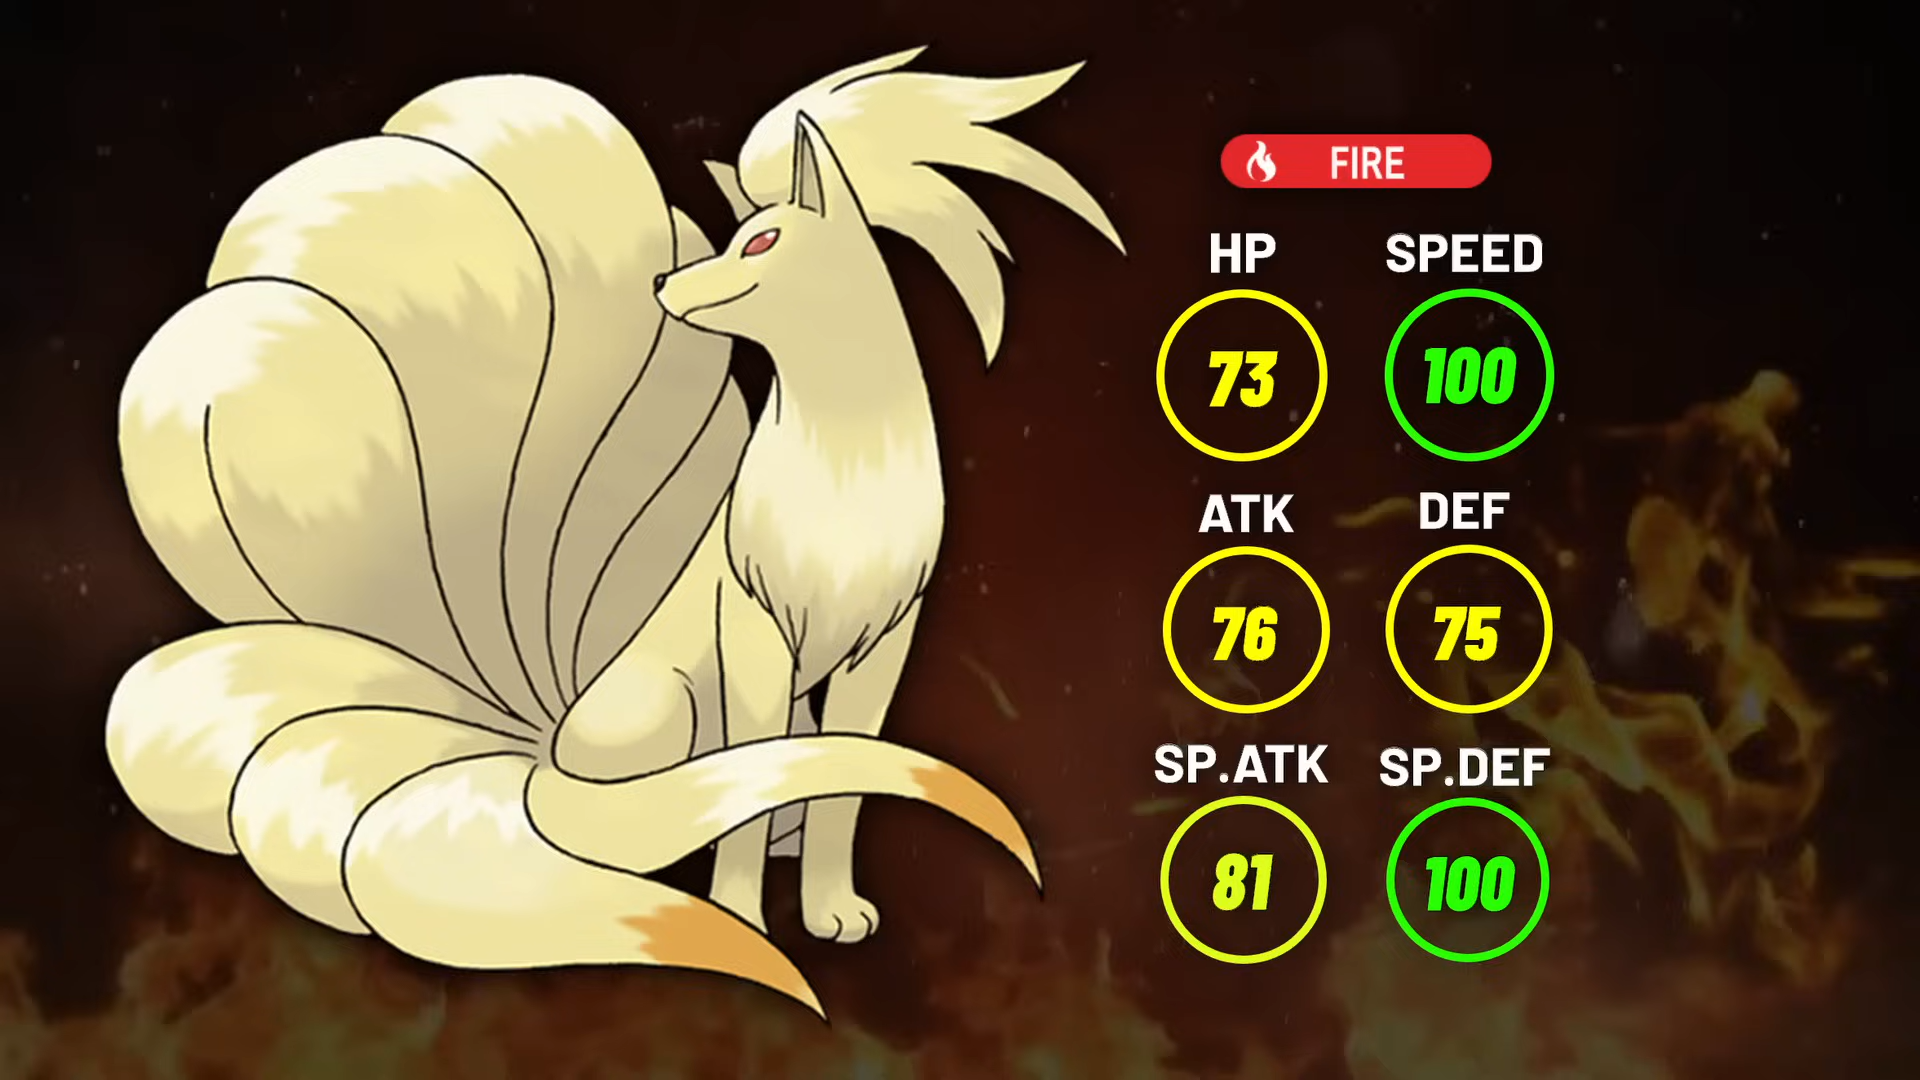 FIRE
HP SPEED
73 100
ATK DEF
76 75
SP.ATK SP.DEF
81 100